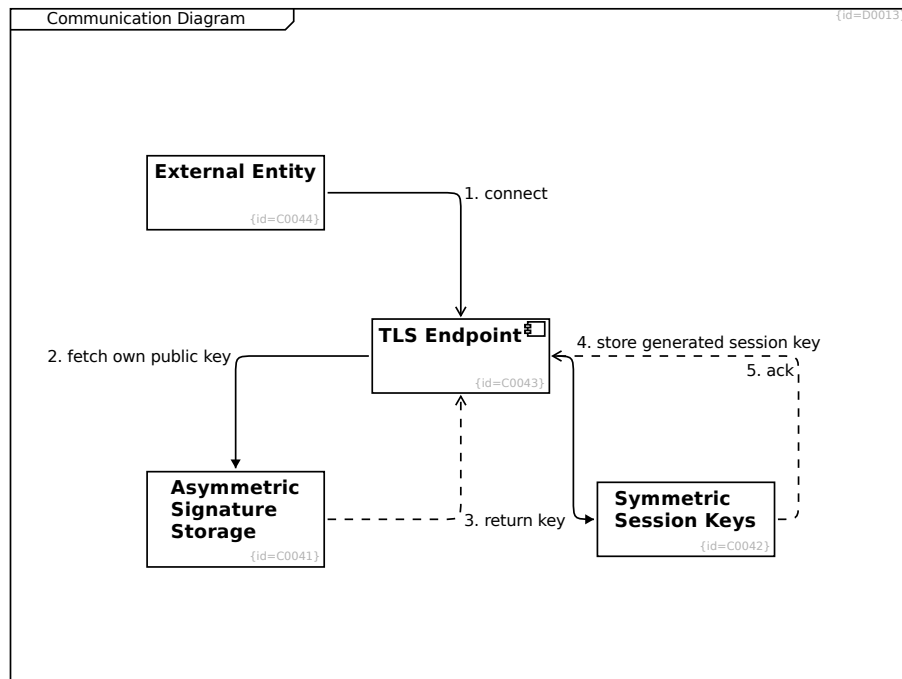 Communication Diagram
{id=D0013}
External Entity
{id=C0044}
1. connect
TLS Endpoint
{id=C0043}
2. fetch own public key
4. store generated session key
5. ack
Asymmetric
Signature
Storage
{id=C0041}
3. return key
Symmetric
Session Keys
{id=C0042}